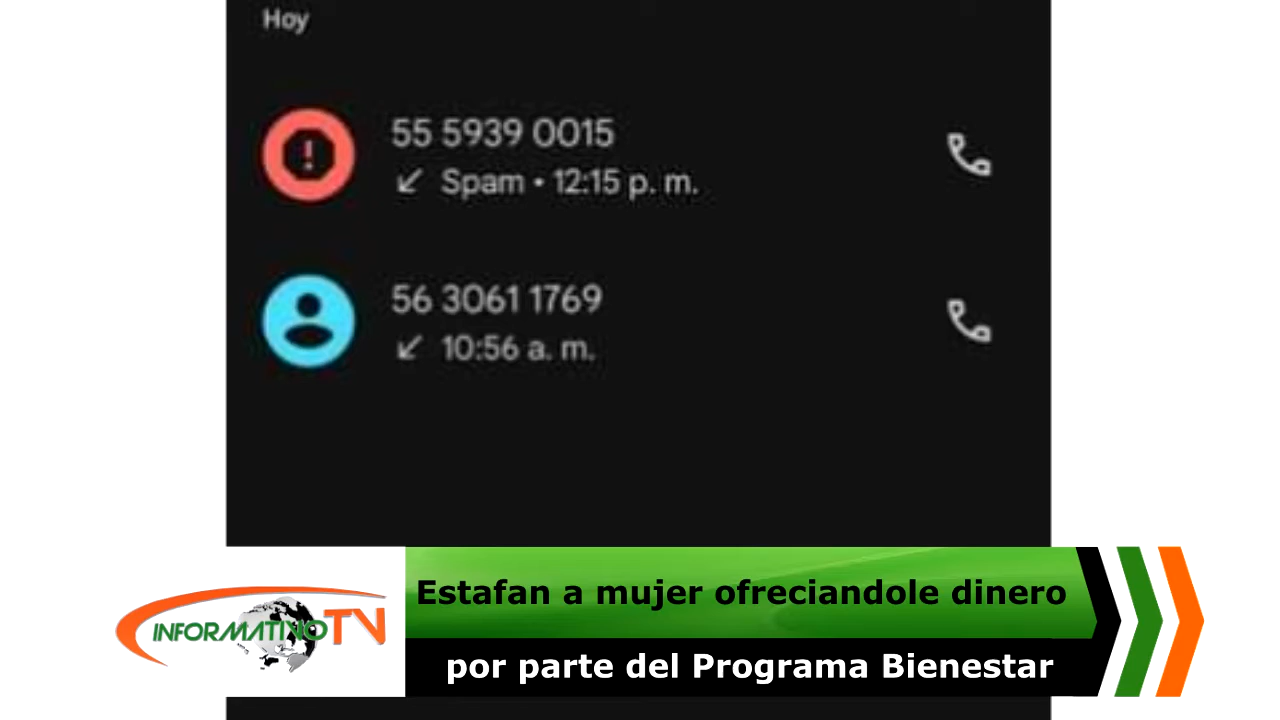 Hoy
55 5939 0015
Spam • 12:15 p. m.
56 3061 1769
10:56 a. m.
Estafan a mujer ofreciandole dinero
INFORMATIVO TV
por parte del Programa Bienestar